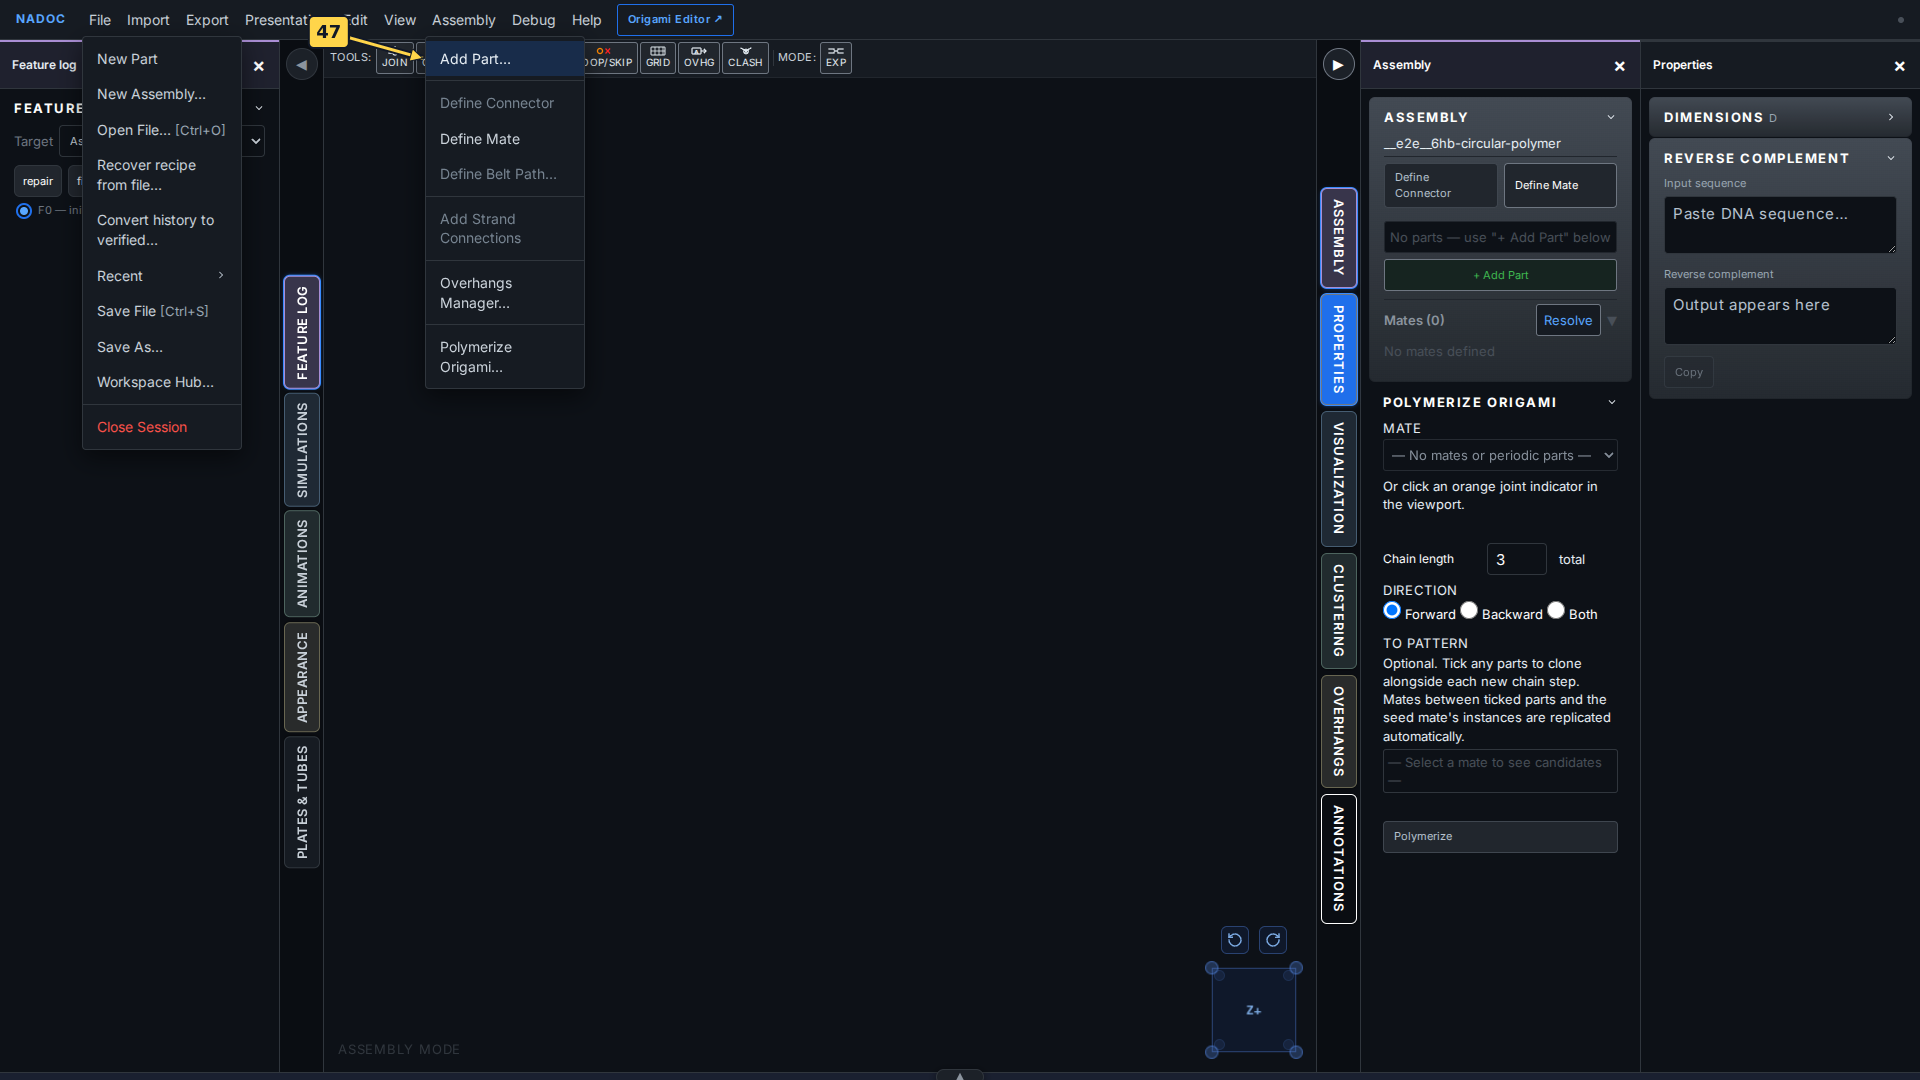 NADOC
File
Import
Export
Presentat
Edit
View
Assembly
Debug
Help
Origami Editor ↗
47
Feature log
×
FEATURE
Target
As
repair
f
F0 — ini
New Part
New Assembly...
Open File... [Ctrl+O]
Recover recipe
from file...
Convert history to
verified...
Recent
Save File [Ctrl+S]
Save As...
Workspace Hub...
Close Session
FEATURE LOG
SIMULATIONS
ANIMATIONS
APPEARANCE
PLATES & TUBES
TOOLS:
JOIN
OOP/SKIP
GRID
OVHG
CLASH
MODE:
EXP
Add Part...
Define Connector
Define Mate
Define Belt Path...
Add Strand
Connections
Overhangs
Manager...
Polymerize
Origami...
ASSEMBLY MODE
Z+
ASSEMBLY
PROPERTIES
VISUALIZATION
CLUSTERING
OVERHANGS
ANNOTATIONS
Assembly
×
ASSEMBLY
__e2e__6hb-circular-polymer
Define
Connector
Define Mate
No parts — use "+ Add Part" below
+ Add Part
Mates (0)
Resolve
No mates defined
POLYMERIZE ORIGAMI
MATE
— No mates or periodic parts —
Or click an orange joint indicator in
the viewport.
Chain length
3
total
DIRECTION
Forward
Backward
Both
TO PATTERN
Optional. Tick any parts to clone
alongside each new chain step.
Mates between ticked parts and the
seed mate's instances are replicated
automatically.
— Select a mate to see candidates
—
Polymerize
Properties
×
DIMENSIONS D
REVERSE COMPLEMENT
Input sequence
Paste DNA sequence...
Reverse complement
Output appears here
Copy